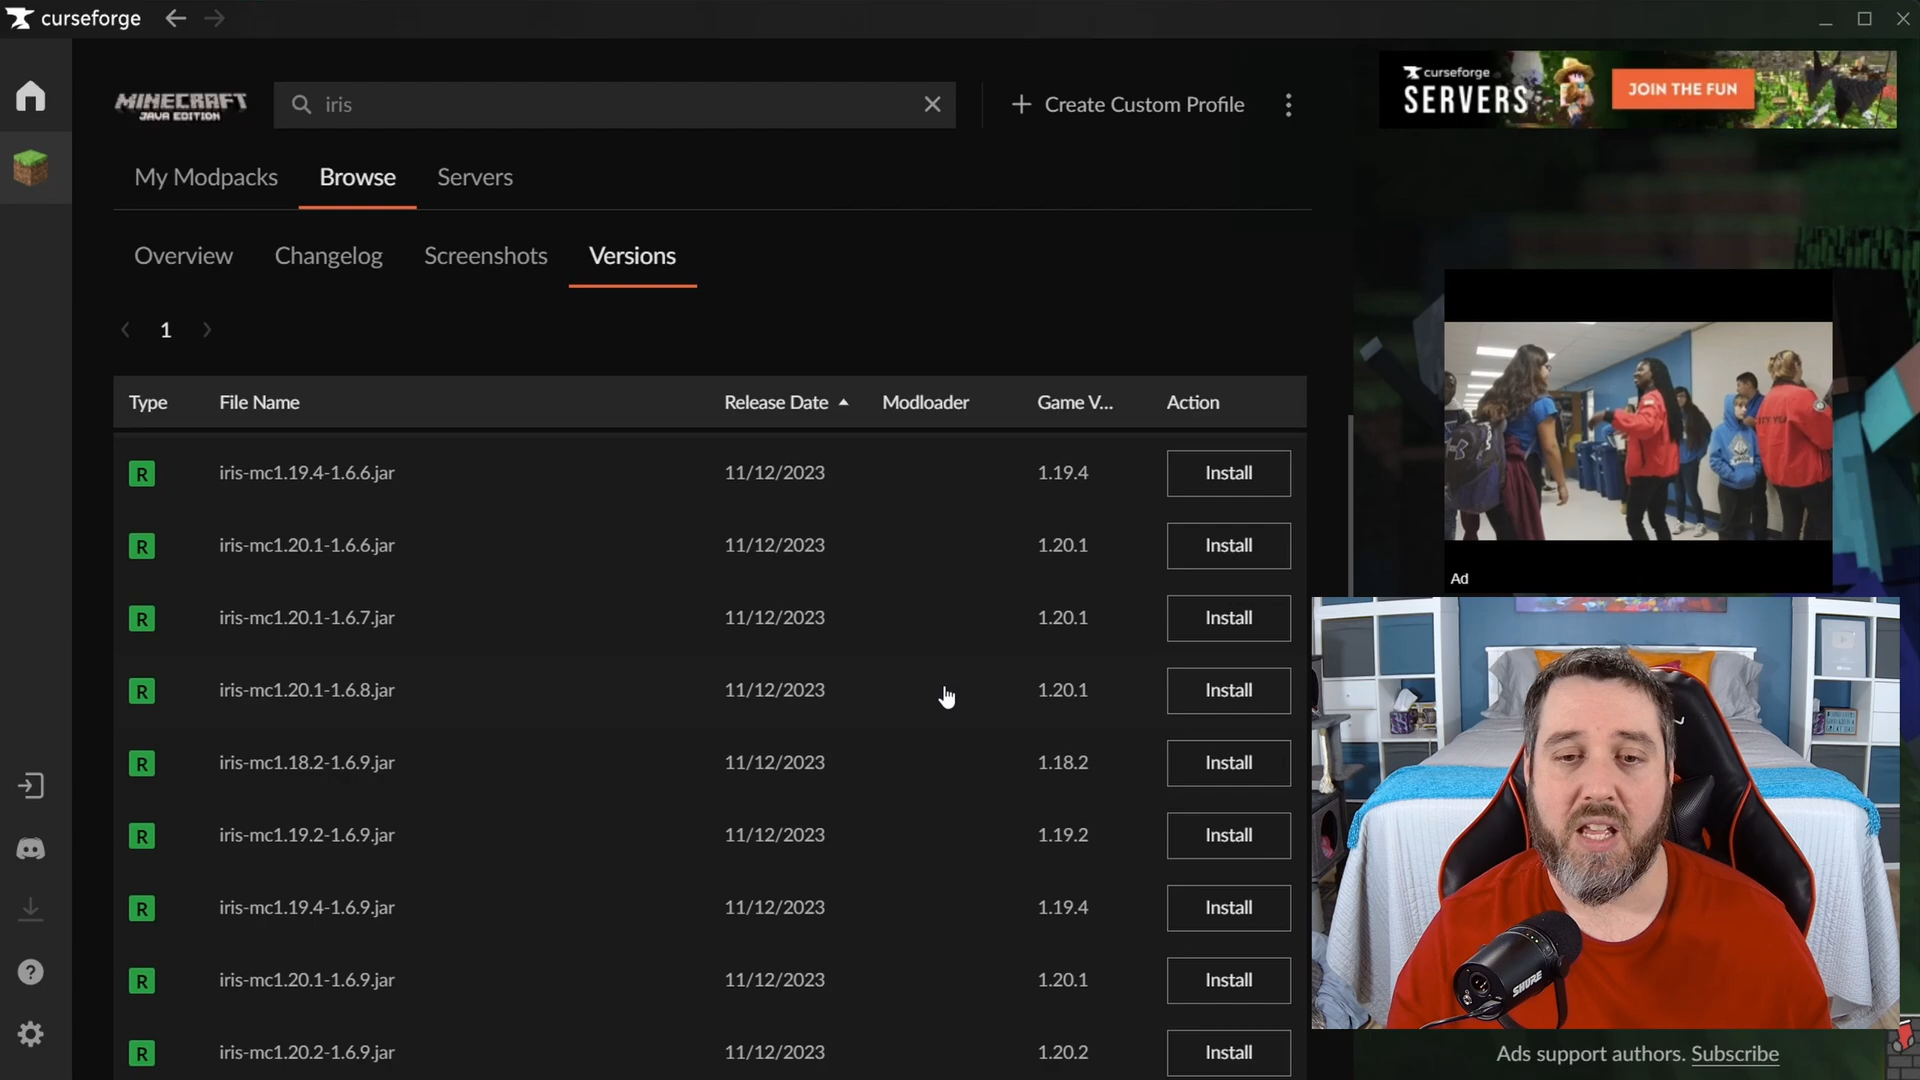 curseforge
MINECRAFT
JAVA EDITION
iris
Create Custom Profile
curseforge
SERVERS
JOIN THE FUN
My Modpacks
Browse
Servers
Overview
Changelog
Screenshots
Versions
1
Type
File Name
Release Date
Modloader
Game V...
Action
R
iris-mc1.19.4-1.6.6.jar
11/12/2023
1.19.4
Install
R
iris-mc1.20.1-1.6.6.jar
11/12/2023
1.20.1
Install
R
iris-mc1.20.1-1.6.7.jar
11/12/2023
1.20.1
Install
R
iris-mc1.20.1-1.6.8.jar
11/12/2023
1.20.1
Install
R
iris-mc1.18.2-1.6.9.jar
11/12/2023
1.18.2
Install
R
iris-mc1.19.2-1.6.9.jar
11/12/2023
1.19.2
Install
R
iris-mc1.19.4-1.6.9.jar
11/12/2023
1.19.4
Install
R
iris-mc1.20.1-1.6.9.jar
11/12/2023
1.20.1
Install
R
iris-mc1.20.2-1.6.9.jar
11/12/2023
1.20.2
Install
Ad
SHURE
Ads support authors. Subscribe